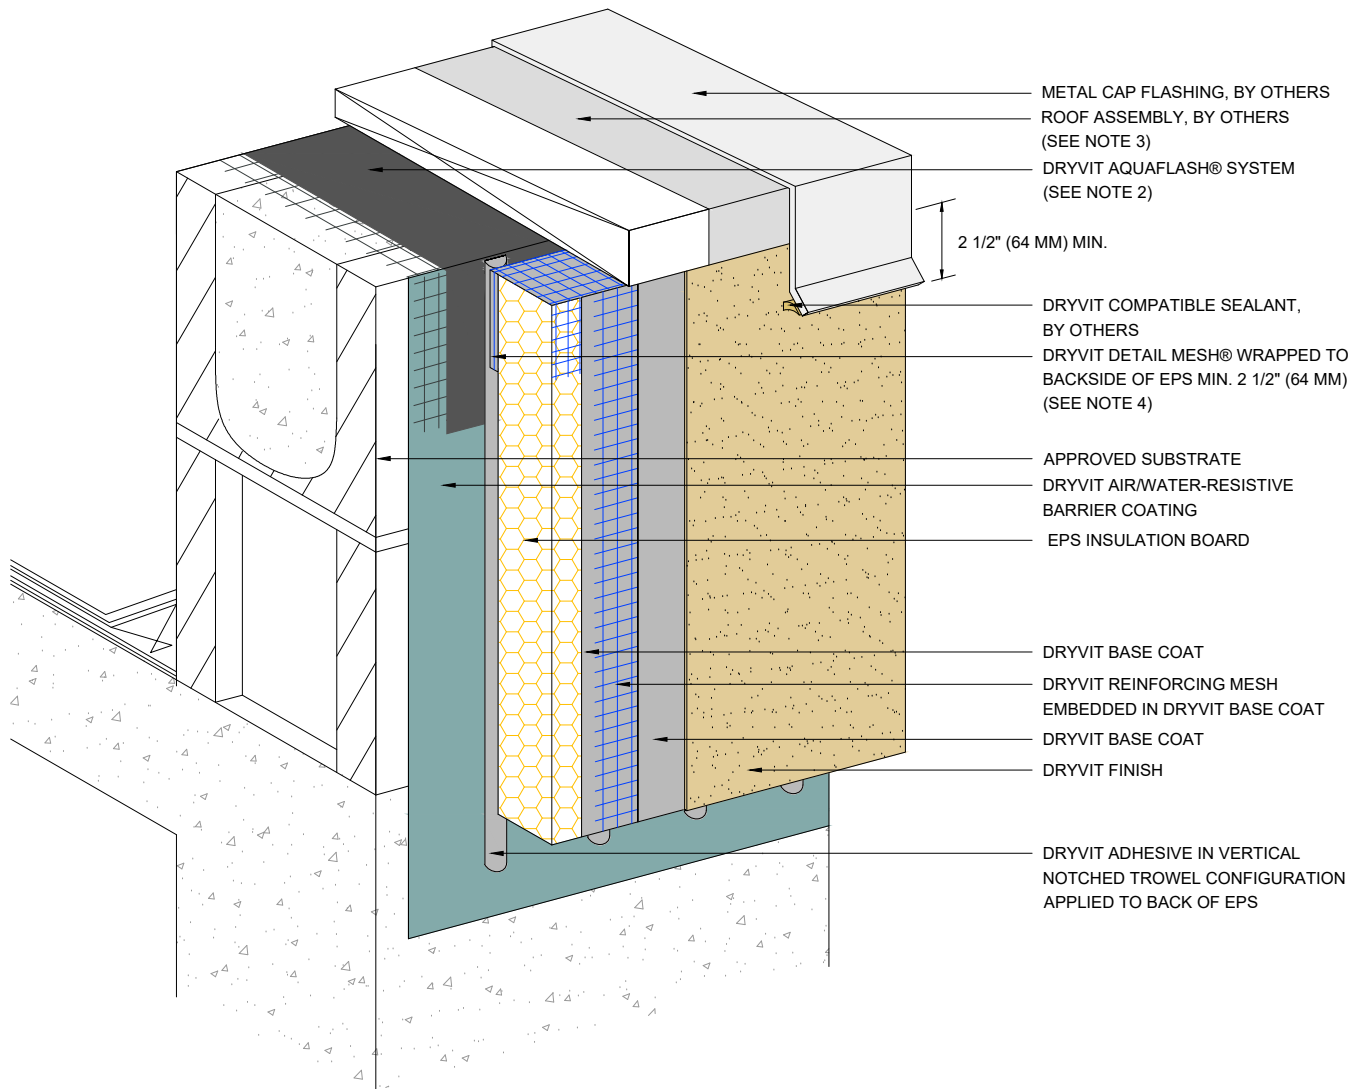 METAL CAP FLASHING, BY OTHERS
ROOF ASSEMBLY, BY OTHERS
(SEE NOTE 3)
DRYVIT AQUAFLASH® SYSTEM
(SEE NOTE 2)
2 1/2" (64 MM) MIN.
DRYVIT COMPATIBLE SEALANT,
BY OTHERS
DRYVIT DETAIL MESH® WRAPPED TO
BACKSIDE OF EPS MIN. 2 1/2" (64 MM)
(SEE NOTE 4)
APPROVED SUBSTRATE
DRYVIT AIR/WATER-RESISTIVE
BARRIER COATING
EPS INSULATION BOARD
DRYVIT BASE COAT
DRYVIT REINFORCING MESH
EMBEDDED IN DRYVIT BASE COAT
DRYVIT BASE COAT
DRYVIT FINISH
DRYVIT ADHESIVE IN VERTICAL
NOTCHED TROWEL CONFIGURATION
APPLIED TO BACK OF EPS